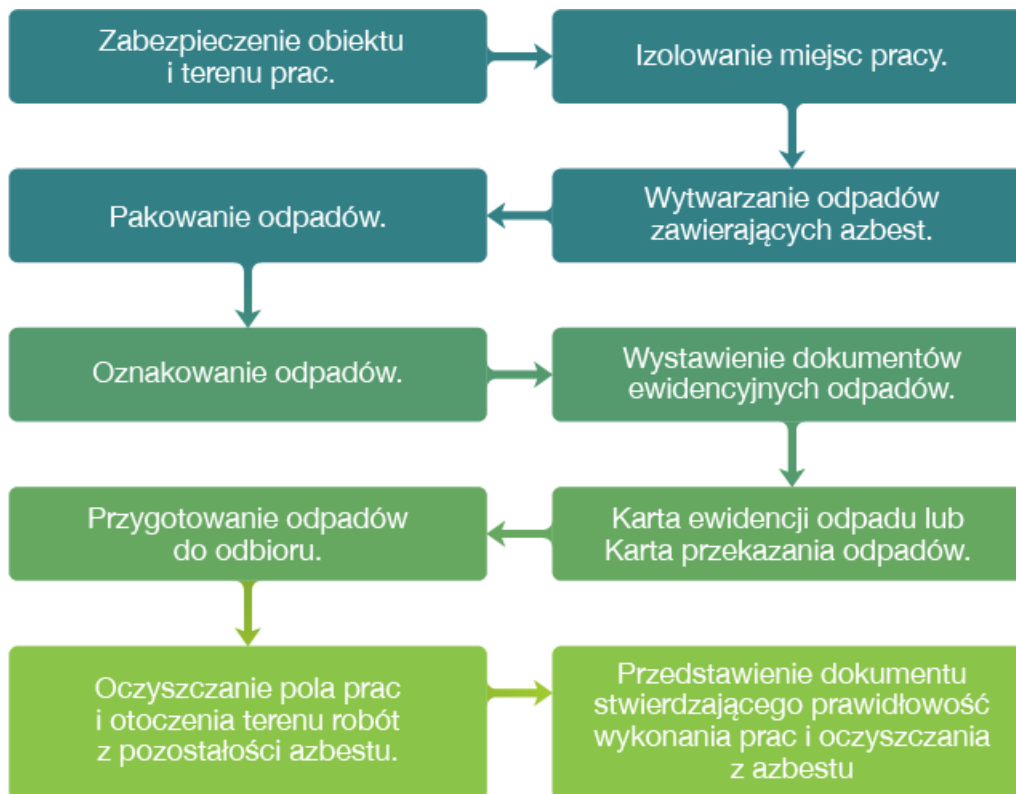 Zabezpieczenie obiektu
i terenu prac.
Izolowanie miejsc pracy.
Wytwarzanie odpadów
zawierających azbest.
Pakowanie odpadów.
Oznakowanie odpadów.
Wystawienie dokumentów
ewidencyjnych odpadów.
Karta ewidencji odpadu lub
Karta przekazania odpadów.
Przygotowanie odpadów
do odbioru.
Oczyszczanie pola prac
i otoczenia terenu robót
z pozostałości azbestu.
Przedstawienie dokumentu
stwierdzającego prawidłowość
wykonania prac i oczyszczania
z azbestu